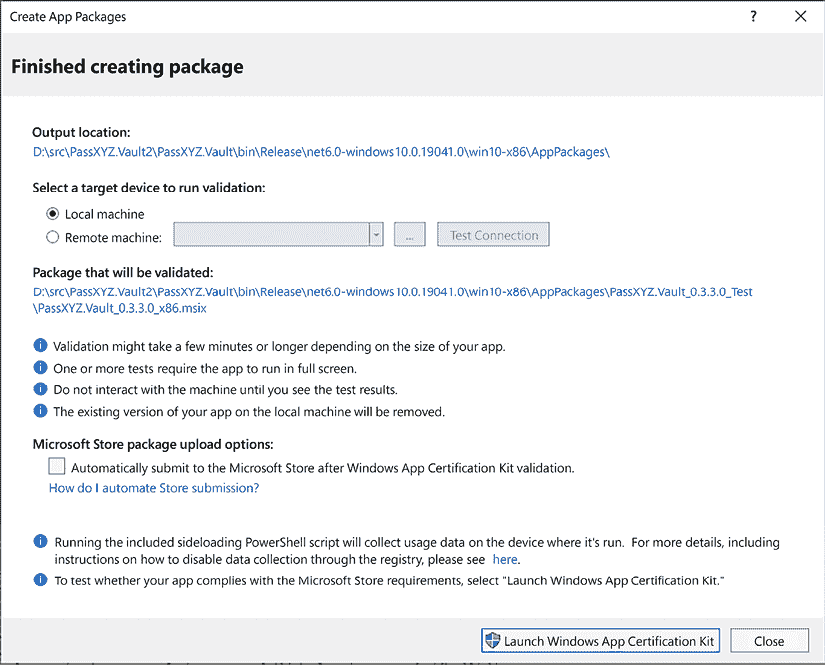 Create App Packages
?
Finished creating package
Output location:
D:\src\PassXYZ.Vault2\PassXYZ.Vault\bin\Release\net6.0-windows10.0.19041.0\win10-x86\AppPackages\
Select a target device to run validation:
Local machine
Remote machine:
...
Test Connection
Package that will be validated:
D:\src\PassXYZ.Vault2\PassXYZ.Vault\bin\Release\net6.0-windows10.0.19041.0\win10-x86\AppPackages\PassXYZ.Vault_0.3.3.0_Test
\PassXYZ.Vault_0.3.3.0_x86.msix
Validation might take a few minutes or longer depending on the size of your app.
One or more tests require the app to run in full screen.
Do not interact with the machine until you see the test results.
The existing version of your app on the local machine will be removed.
Microsoft Store package upload options:
Automatically submit to the Microsoft Store after Windows App Certification Kit validation.
How do I automate Store submission?
Running the included sideloading PowerShell script will collect usage data on the device where it's run. For more details, including
instructions on how to disable data collection through the registry, please see here.
To test whether your app complies with the Microsoft Store requirements, select "Launch Windows App Certification Kit."
Launch Windows App Certification Kit
Close